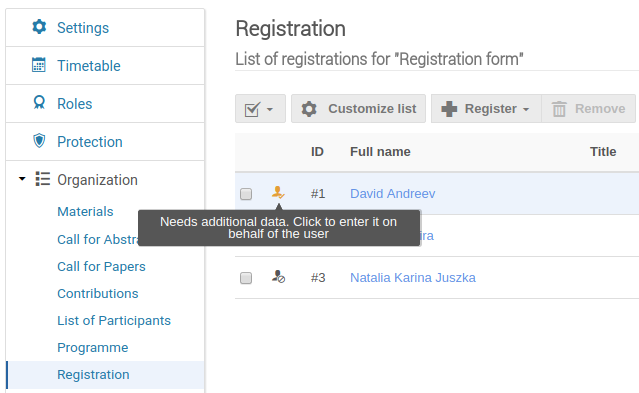 Settings
Timetable
Roles
Protection
Organization
Materials
Call for Abstra
Call for Papers
Contributions
List of Participants
Programme
Registration
Registration
List of registrations for "Registration form"
Customize list
Register
Remove
ID Full name Title
#1 David Andreev
Needs additional data. Click to enter it on
behalf of the user
ira
#3 Natalia Karina Juszka